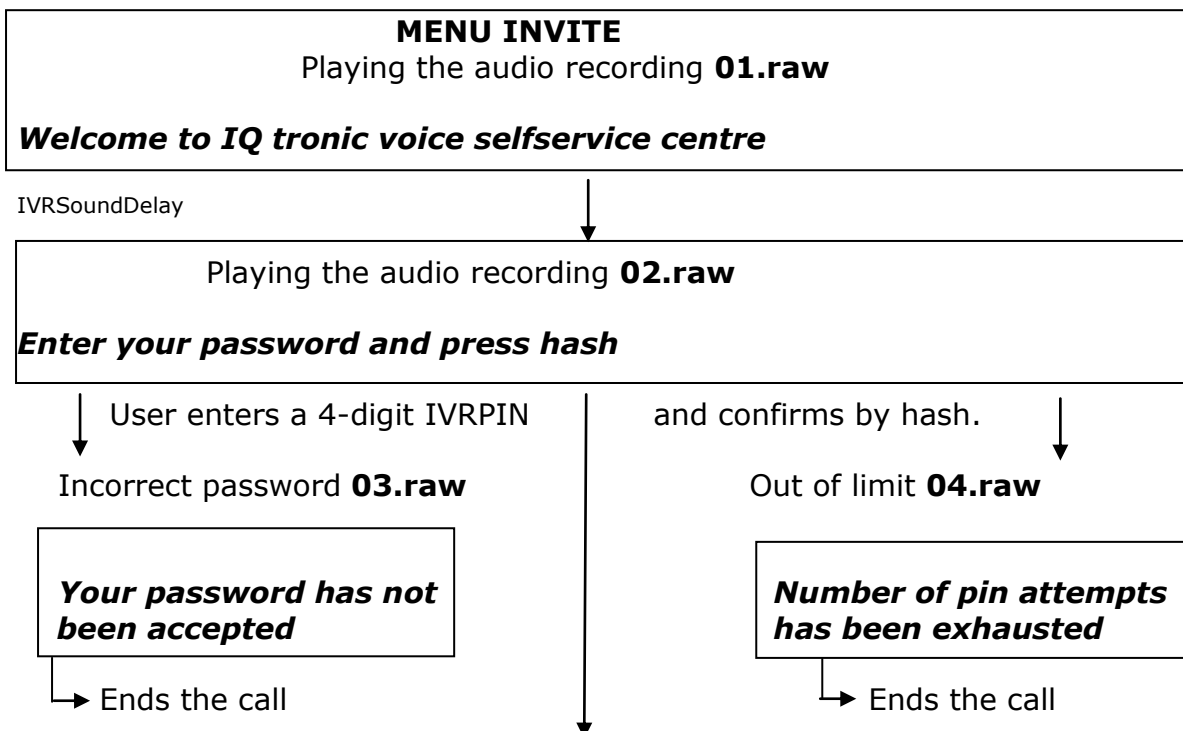 MENU INVITE
Playing the audio recording 01.raw
Welcome to IQ tronic voice selfservice centre
IVRSoundDelay
Playing the audio recording 02.raw
Enter your password and press hash
User enters a 4-digit IVRPIN and confirms by hash.
Incorrect password 03.raw
Out of limit 04.raw
Your password has not
been accepted
Number of pin attempts
has been exhausted
Ends the call
Ends the call